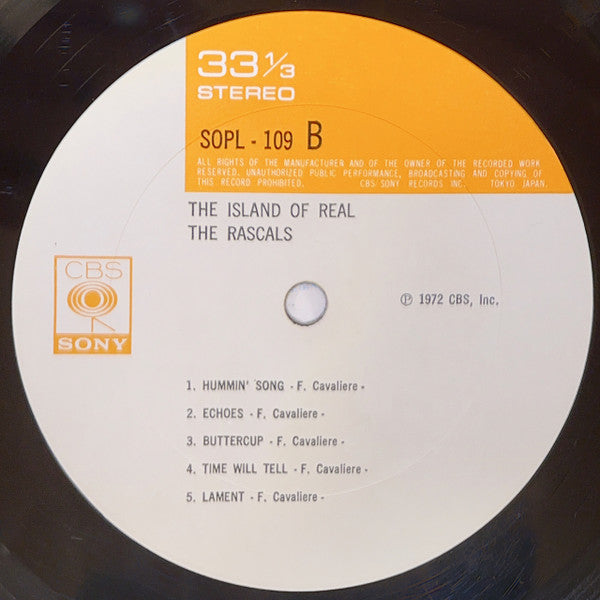 33 1/3
STEREO
SOPL - 109 B
ALL RIGHTS OF THE MANUFACTURER AND OF THE OWNER OF THE RECORDED WORK
RESERVED. UNAUTHORIZED PUBLIC PERFORMANCE, BROADCASTING AND COPYING OF
THIS RECORD PROHIBITED. CBS/SONY RECORDS INC. TOKYO JAPAN.
THE ISLAND OF REAL
THE RASCALS
CBS
SONY
℗ 1972 CBS, Inc.
1. HUMMIN' SONG - F. Cavaliere -
2. ECHOES - F. Cavaliere -
3. BUTTERCUP - F. Cavaliere -
4. TIME WILL TELL - F. Cavaliere -
5. LAMENT - F. Cavaliere -